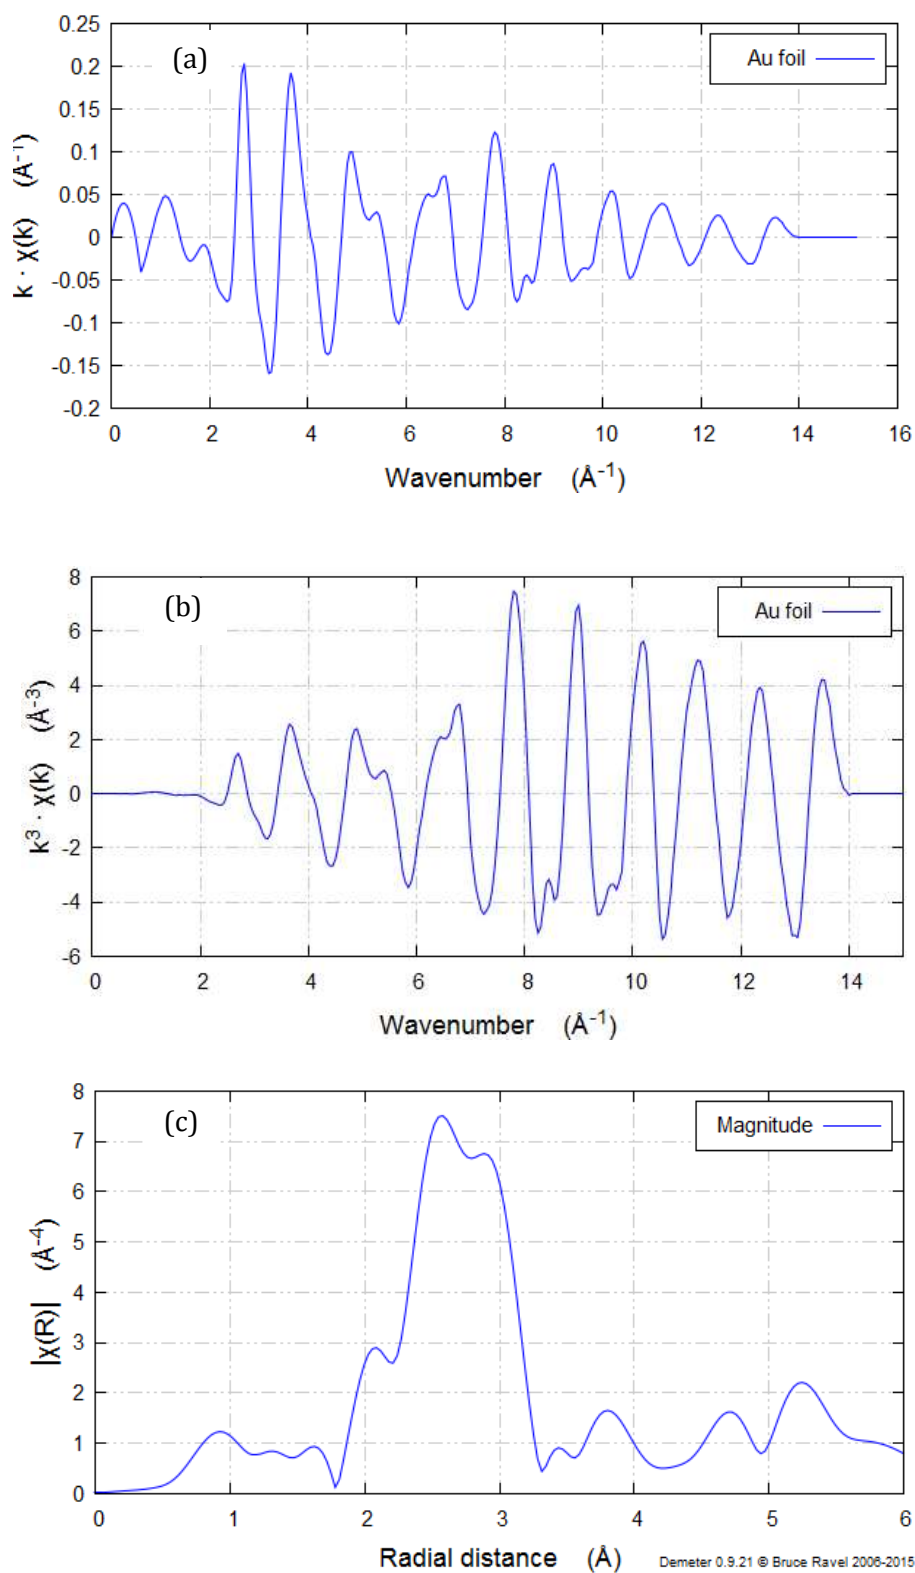 (a)
Au foil
0.25
0.2
0.15
0.1
0.05
0
-0.05
-0.1
-0.15
-0.2
k · χ(k) (Å⁻¹)
0 2 4 6 8 10 12 14 16
Wavenumber (Å⁻¹)
(b)
Au foil
8
6
4
2
0
-2
-4
-6
k³ · χ(k) (Å⁻³)
0 2 4 6 8 10 12 14
Wavenumber (Å⁻¹)
(c)
Magnitude
8
7
6
5
4
3
2
1
0
|χ(R)| (Å⁻⁴)
0 1 2 3 4 5 6
Radial distance (Å)
Demeter 0.9.21 © Bruce Ravel 2006-2015